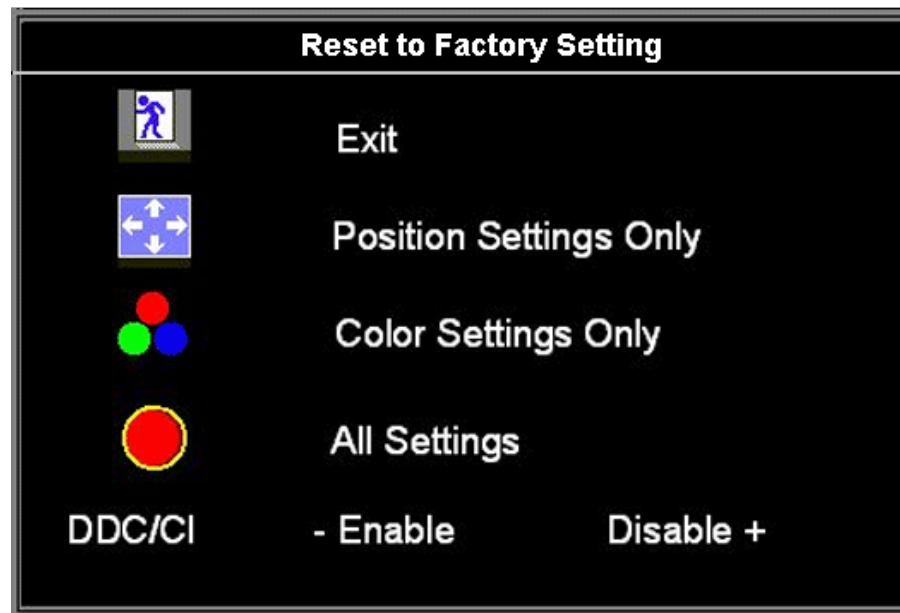 Reset to Factory Setting
Exit
Position Settings Only
Color Settings Only
All Settings
DDC/CI - Enable Disable +